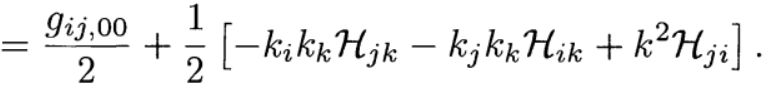 = \frac{g_{ij,00}}{2} + \frac{1}{2} \left[ -k_i k_k \mathcal{H}_{jk} - k_j k_k \mathcal{H}_{ik} + k^2 \mathcal{H}_{ji} \right] .